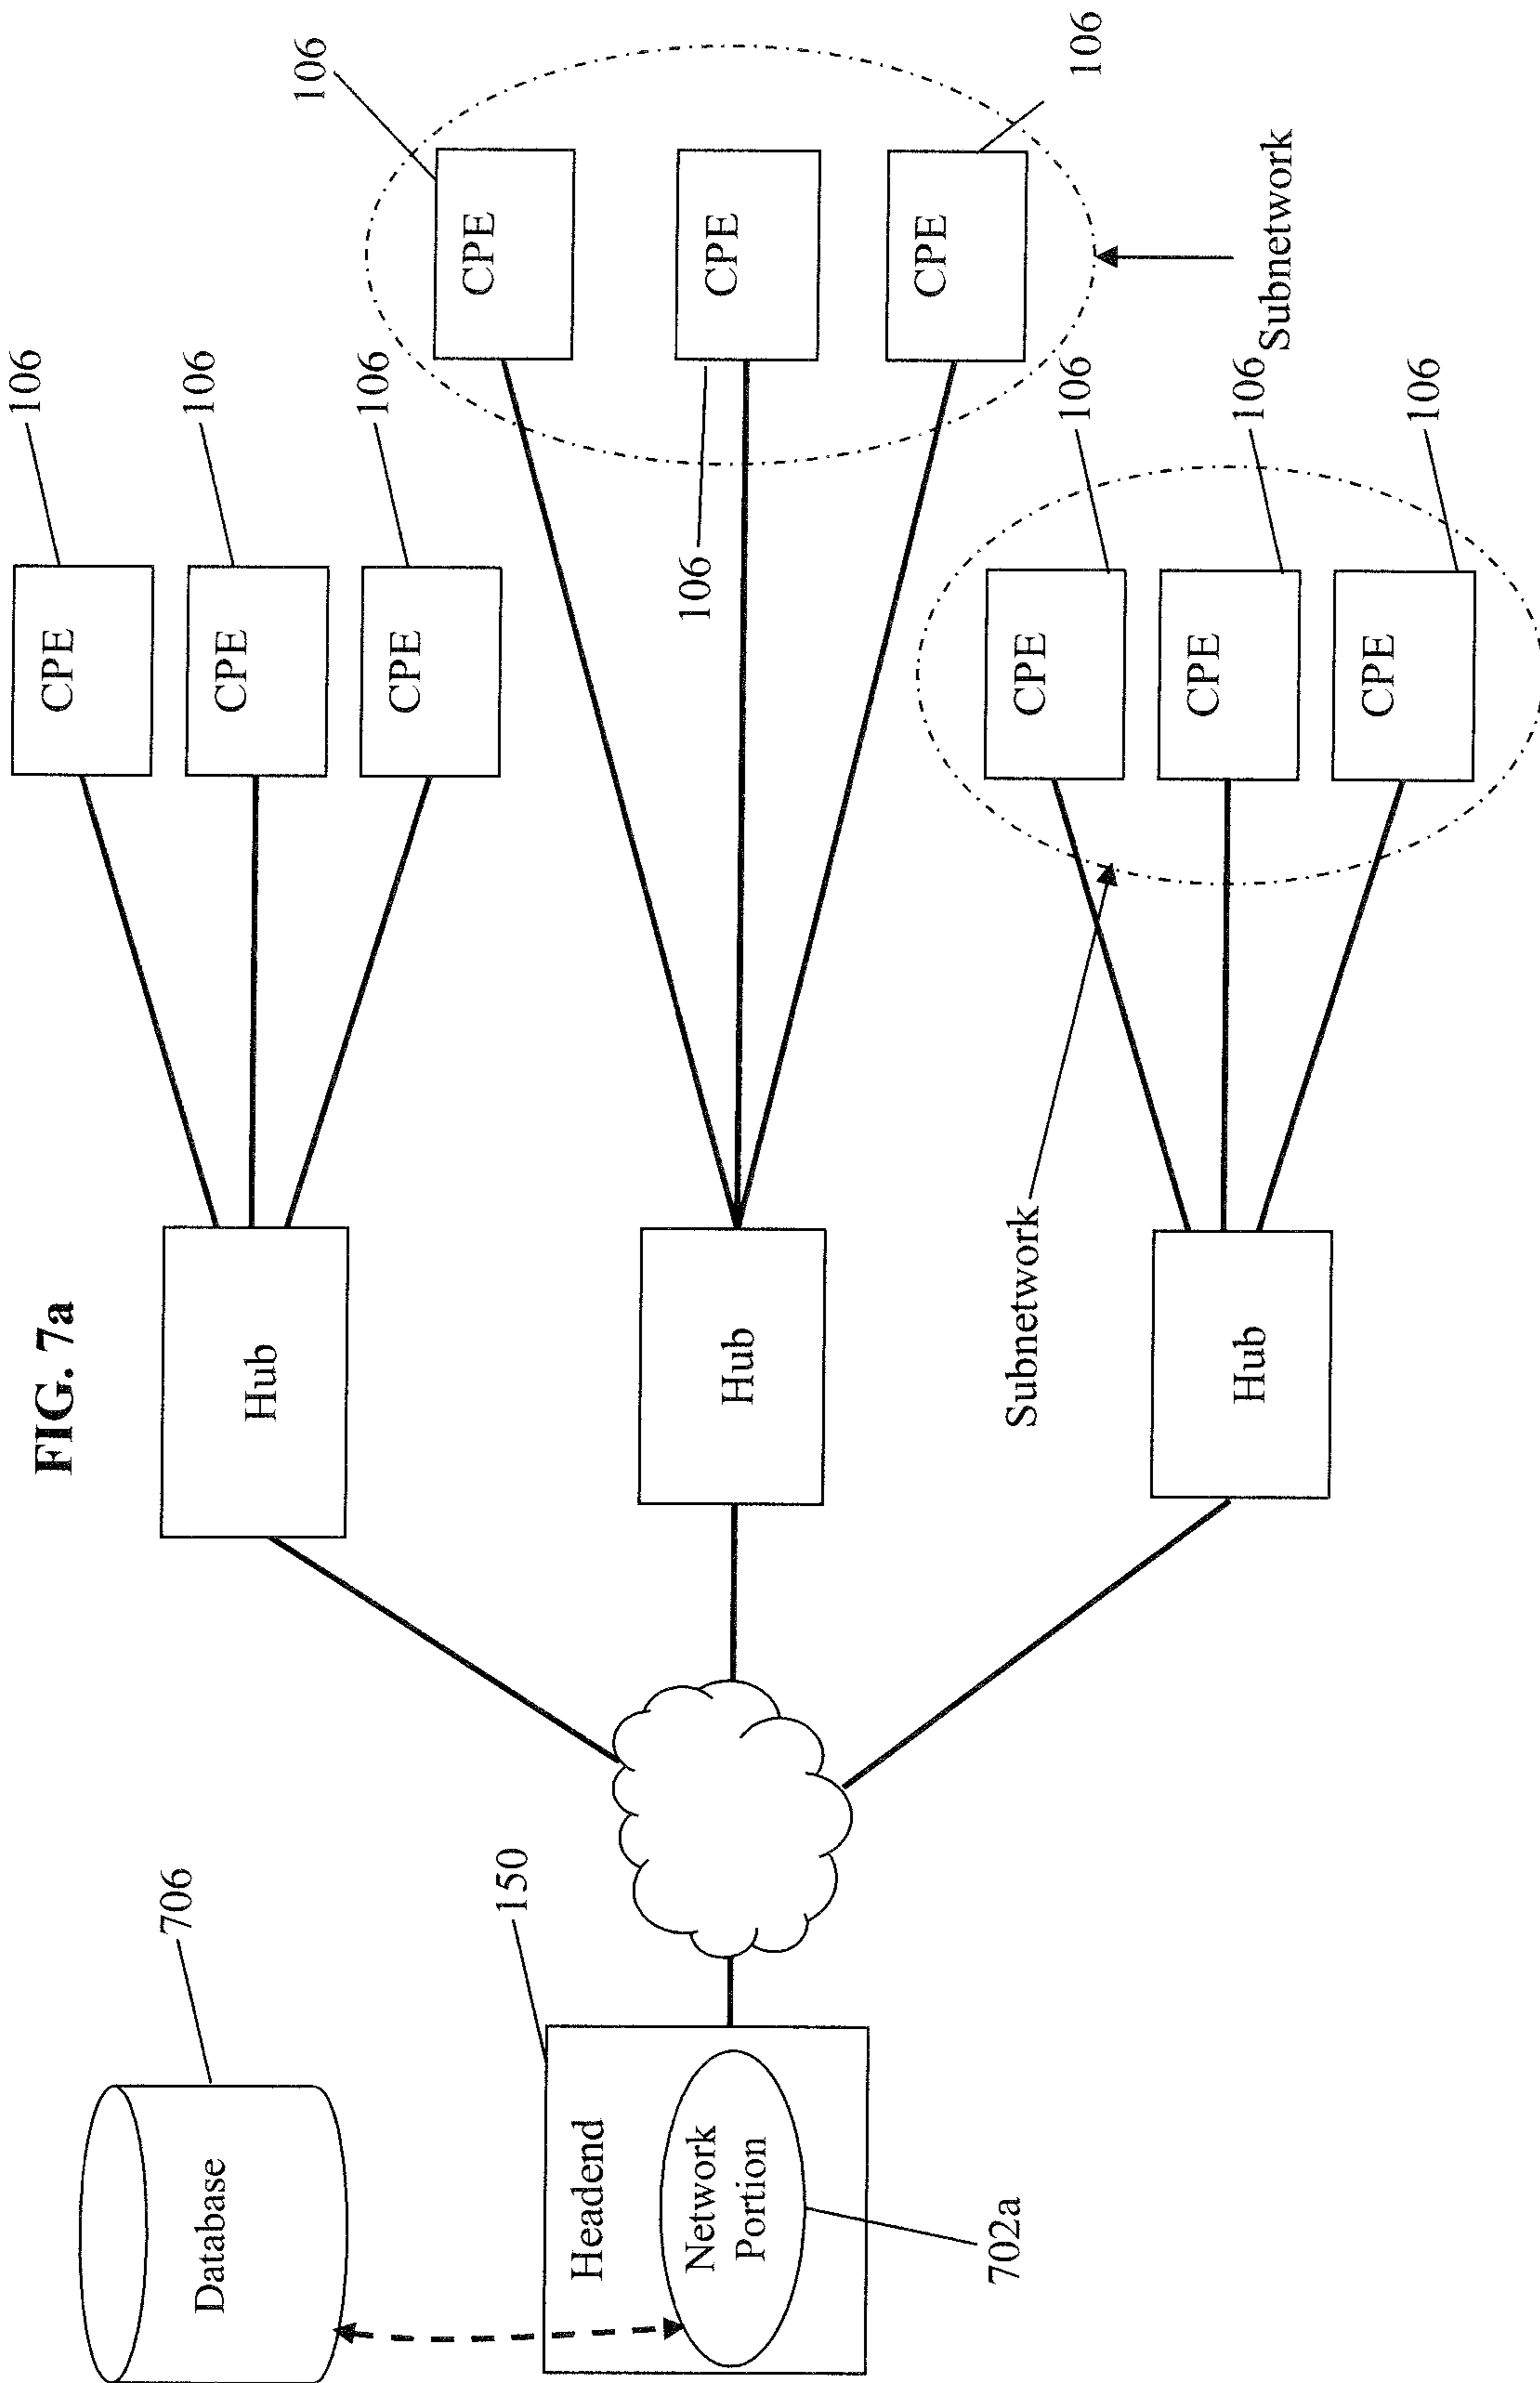 FIG. 7a
106
CPE
706
106
Database
CPE
Hub
106
106
CPE
CPE
150
Headend
106
Network
Portion
Hub
CPE
CPE
106
702a
Subnetwork
CPE
106
CPE
106
Hub
Subnetwork
CPE
106